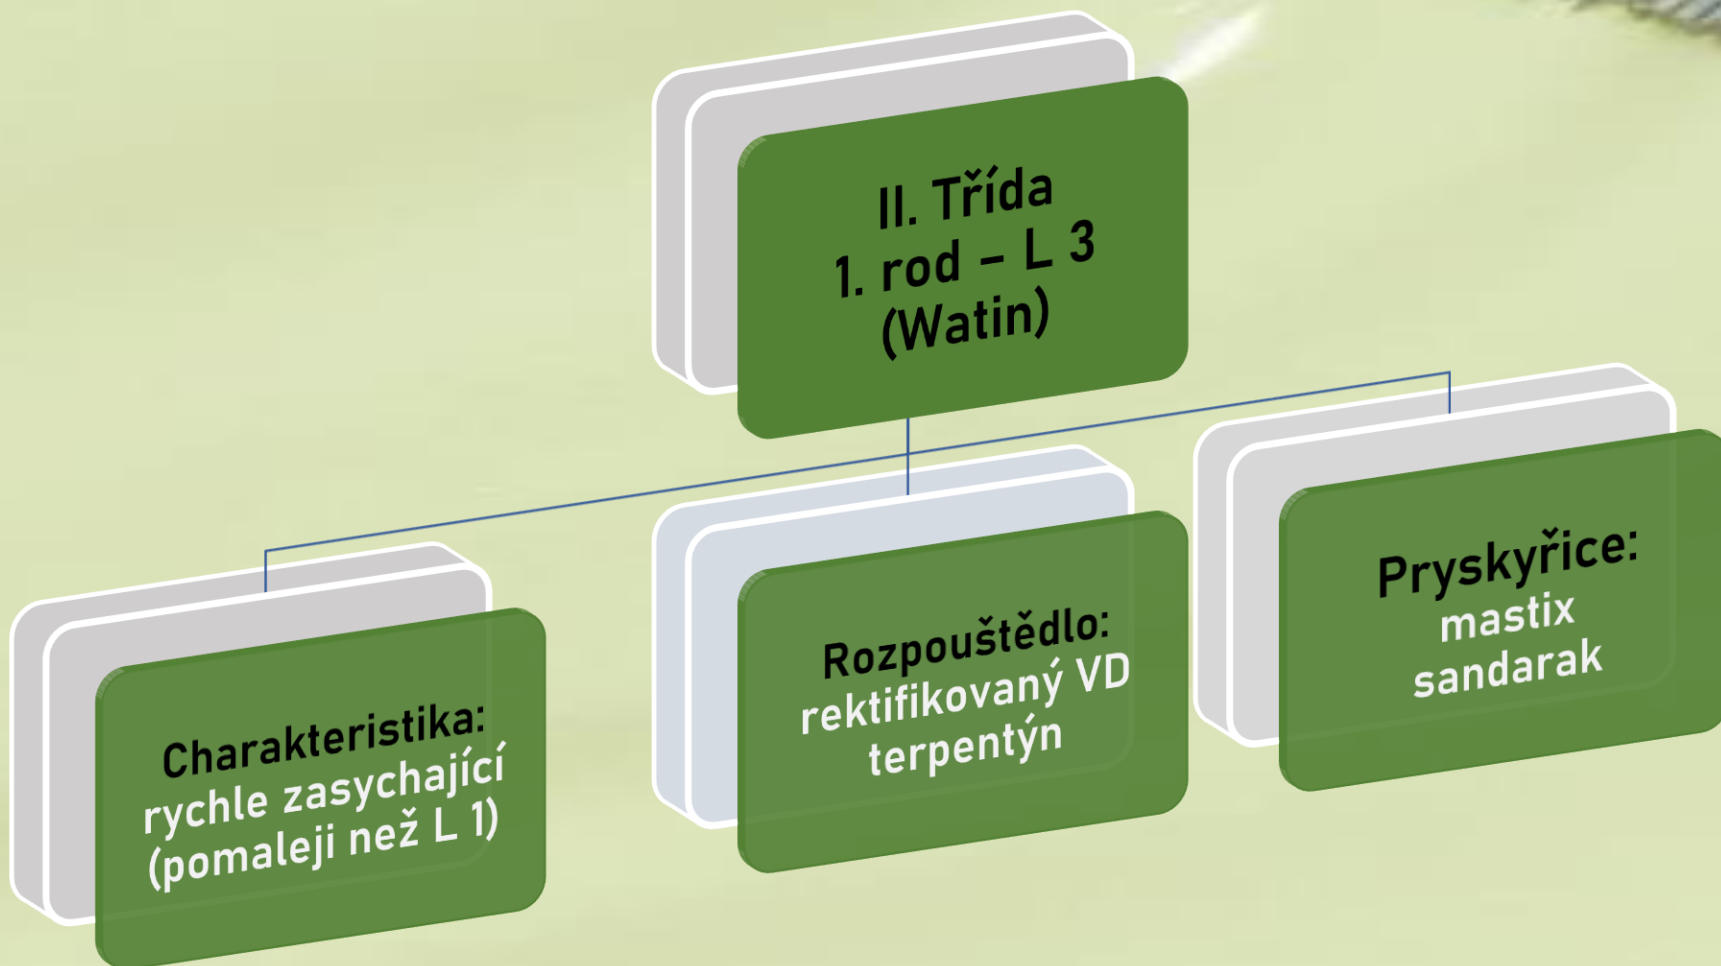 II. Třída
1. rod – L 3
(Watin)
Charakteristika:
rychle zasychající
(pomaleji než L 1)
Rozpouštědlo:
rektifikovaný VD
terpentýn
Pryskyřice:
mastix
sandarak